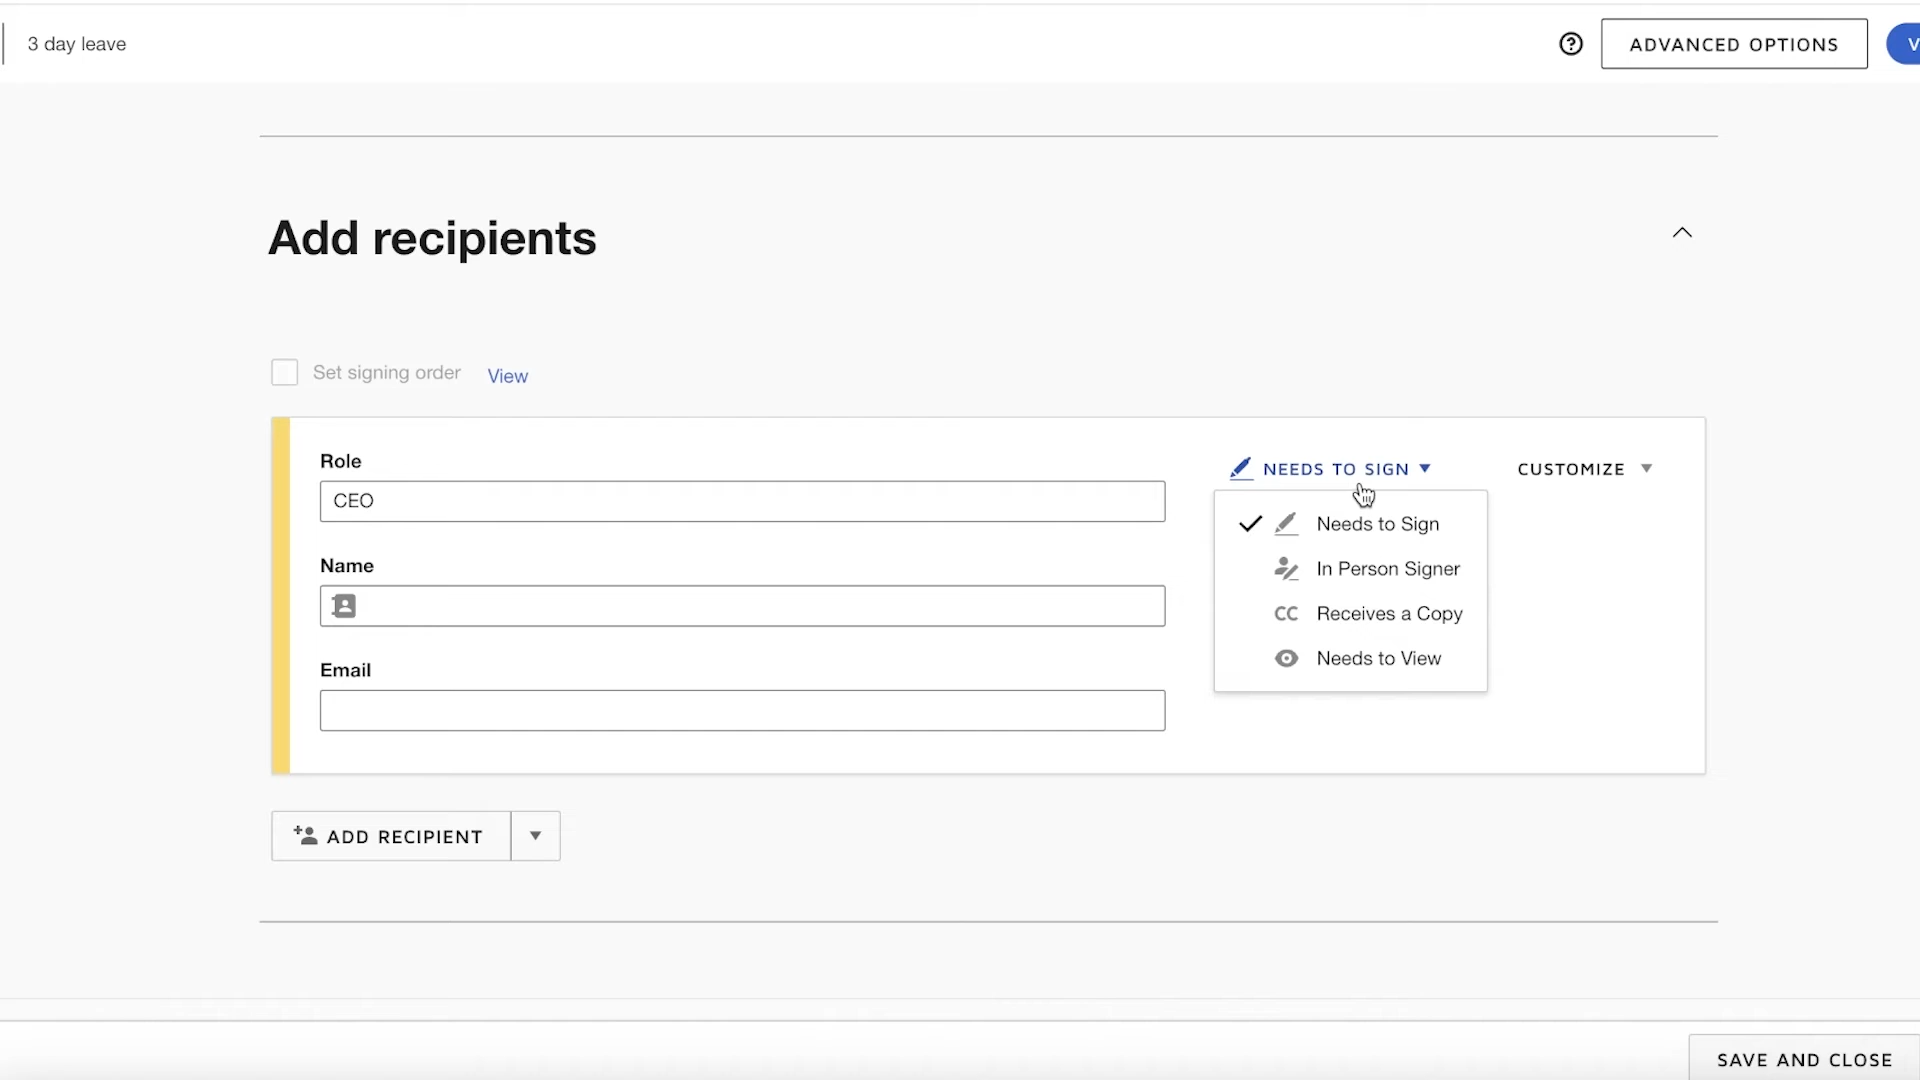 3 day leave
ADVANCED OPTIONS
V
Add recipients
Set signing order View
Role
CEO
NEEDS TO SIGN
CUSTOMIZE
Needs to Sign
In Person Signer
CC Receives a Copy
Needs to View
Name
Email
ADD RECIPIENT
SAVE AND CLOSE